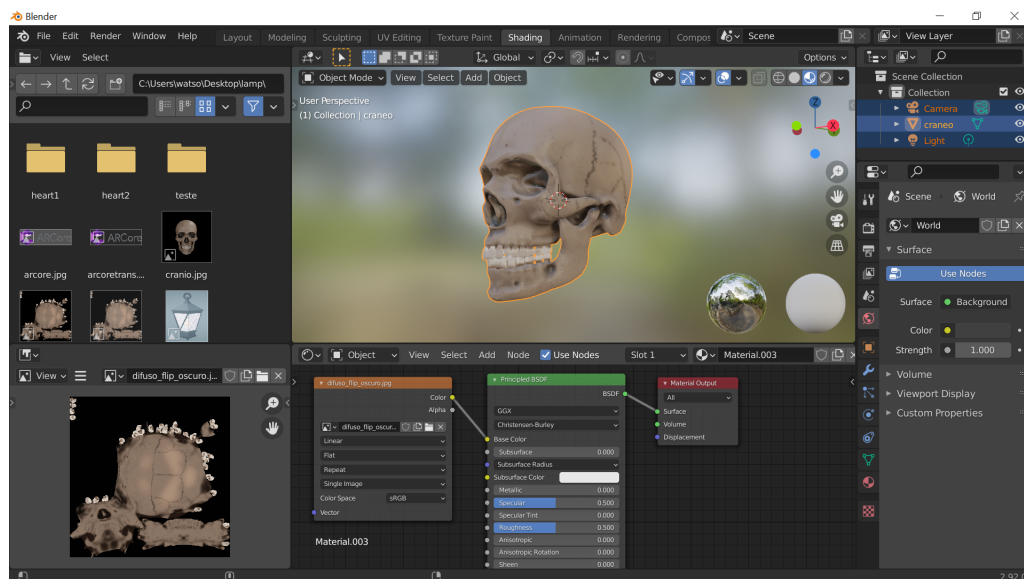 Blender
File Edit Render Window Help
Layout Modeling Sculpting UV Editing Texture Paint Shading Animation Rendering Compos
Scene
View Layer
View Select
Global
Options
C:\Users\watso\Desktop\lamp\
Object Mode View Select Add Object
User Perspective
(1) Collection | craneo
Z
X
Scene Collection
Collection
Camera
craneo
Light
heart1 heart2 teste
ARCore
ARCore
arcore.jpg arcoretrans.... cranio.jpg
Scene World
World
Surface
Use Nodes
Surface Background
Color
Strength 1.000
Volume
Viewport Display
Custom Properties
View difuso_flip_oscuro.j...
Object View Select Add Node Use Nodes Slot 1 Material.003
difuso_flip_oscuro.jpg
Color
Alpha
difuso_flip_oscur...
Linear
Flat
Repeat
Single Image
Color Space sRGB
Vector
Material.003
Principled BSDF
BSDF
GGX
Christensen-Burley
Base Color
Subsurface 0.000
Subsurface Radius
Subsurface Color
Metallic 0.000
Specular 0.500
Specular Tint 0.000
Roughness 0.500
Anisotropic 0.000
Anisotropic Rotation 0.000
Sheen 0.000
Material Output
All
Surface
Volume
Displacement